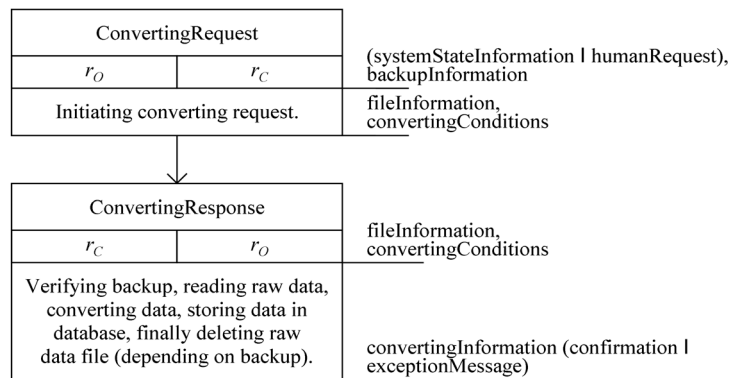 ConvertingRequest
r_O
r_C
(systemStateInformation | humanRequest),
backupInformation
Initiating converting request.
fileInformation,
convertingConditions
ConvertingResponse
r_C
r_O
fileInformation,
convertingConditions
Verifying backup, reading raw data,
converting data, storing data in
database, finally deleting raw
data file (depending on backup).
convertingInformation (confirmation |
exceptionMessage)